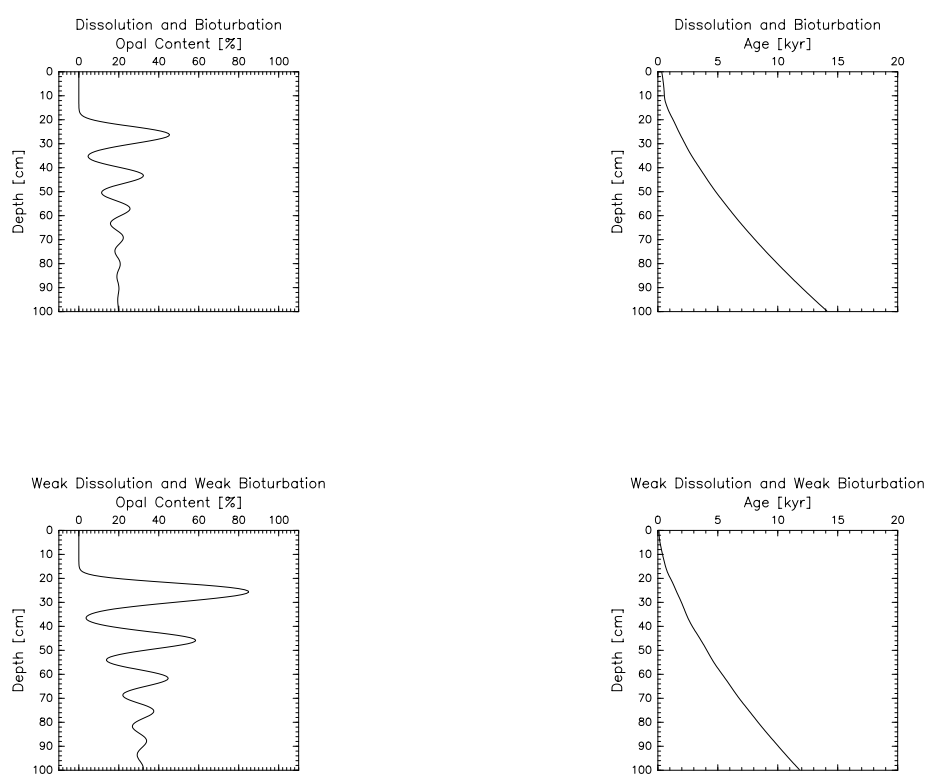 Dissolution and Bioturbation
Opal Content [%]
0 20 40 60 80 100
0
10
20
30
40
50
60
70
80
90
100
Depth [cm]
Dissolution and Bioturbation
Age [kyr]
0 5 10 15 20
0
10
20
30
40
50
60
70
80
90
100
Depth [cm]
Weak Dissolution and Weak Bioturbation
Opal Content [%]
0 20 40 60 80 100
0
10
20
30
40
50
60
70
80
90
100
Depth [cm]
Weak Dissolution and Weak Bioturbation
Age [kyr]
0 5 10 15 20
0
10
20
30
40
50
60
70
80
90
100
Depth [cm]